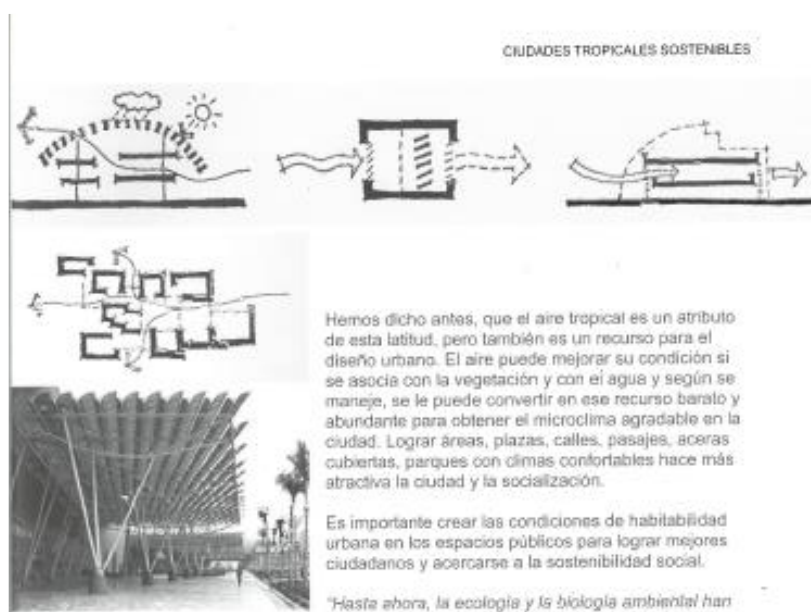 CIUDADES TROPICALES SOSTENIBLES
Hemos dicho antes, que el aire tropical es un atributo
de esta latitud, pero también es un recurso para el
diseño urbano. El aire puede mejorar su condición si
se asocia con la vegetación y con el agua y según se
maneje, se le puede convertir en ese recurso barato y
abundante para obtener el microclima agradable en la
ciudad. Lograr áreas, plazas, calles, pasajes, aceras
cubiertas, parques con climas confortables hace más
atractiva la ciudad y la socialización.
Es importante crear las condiciones de habitabilidad
urbana en los espacios públicos para lograr mejores
ciudadanos y acercarse a la sostenibilidad social.
"Hasta ahora, la ecología y la biología ambiental han